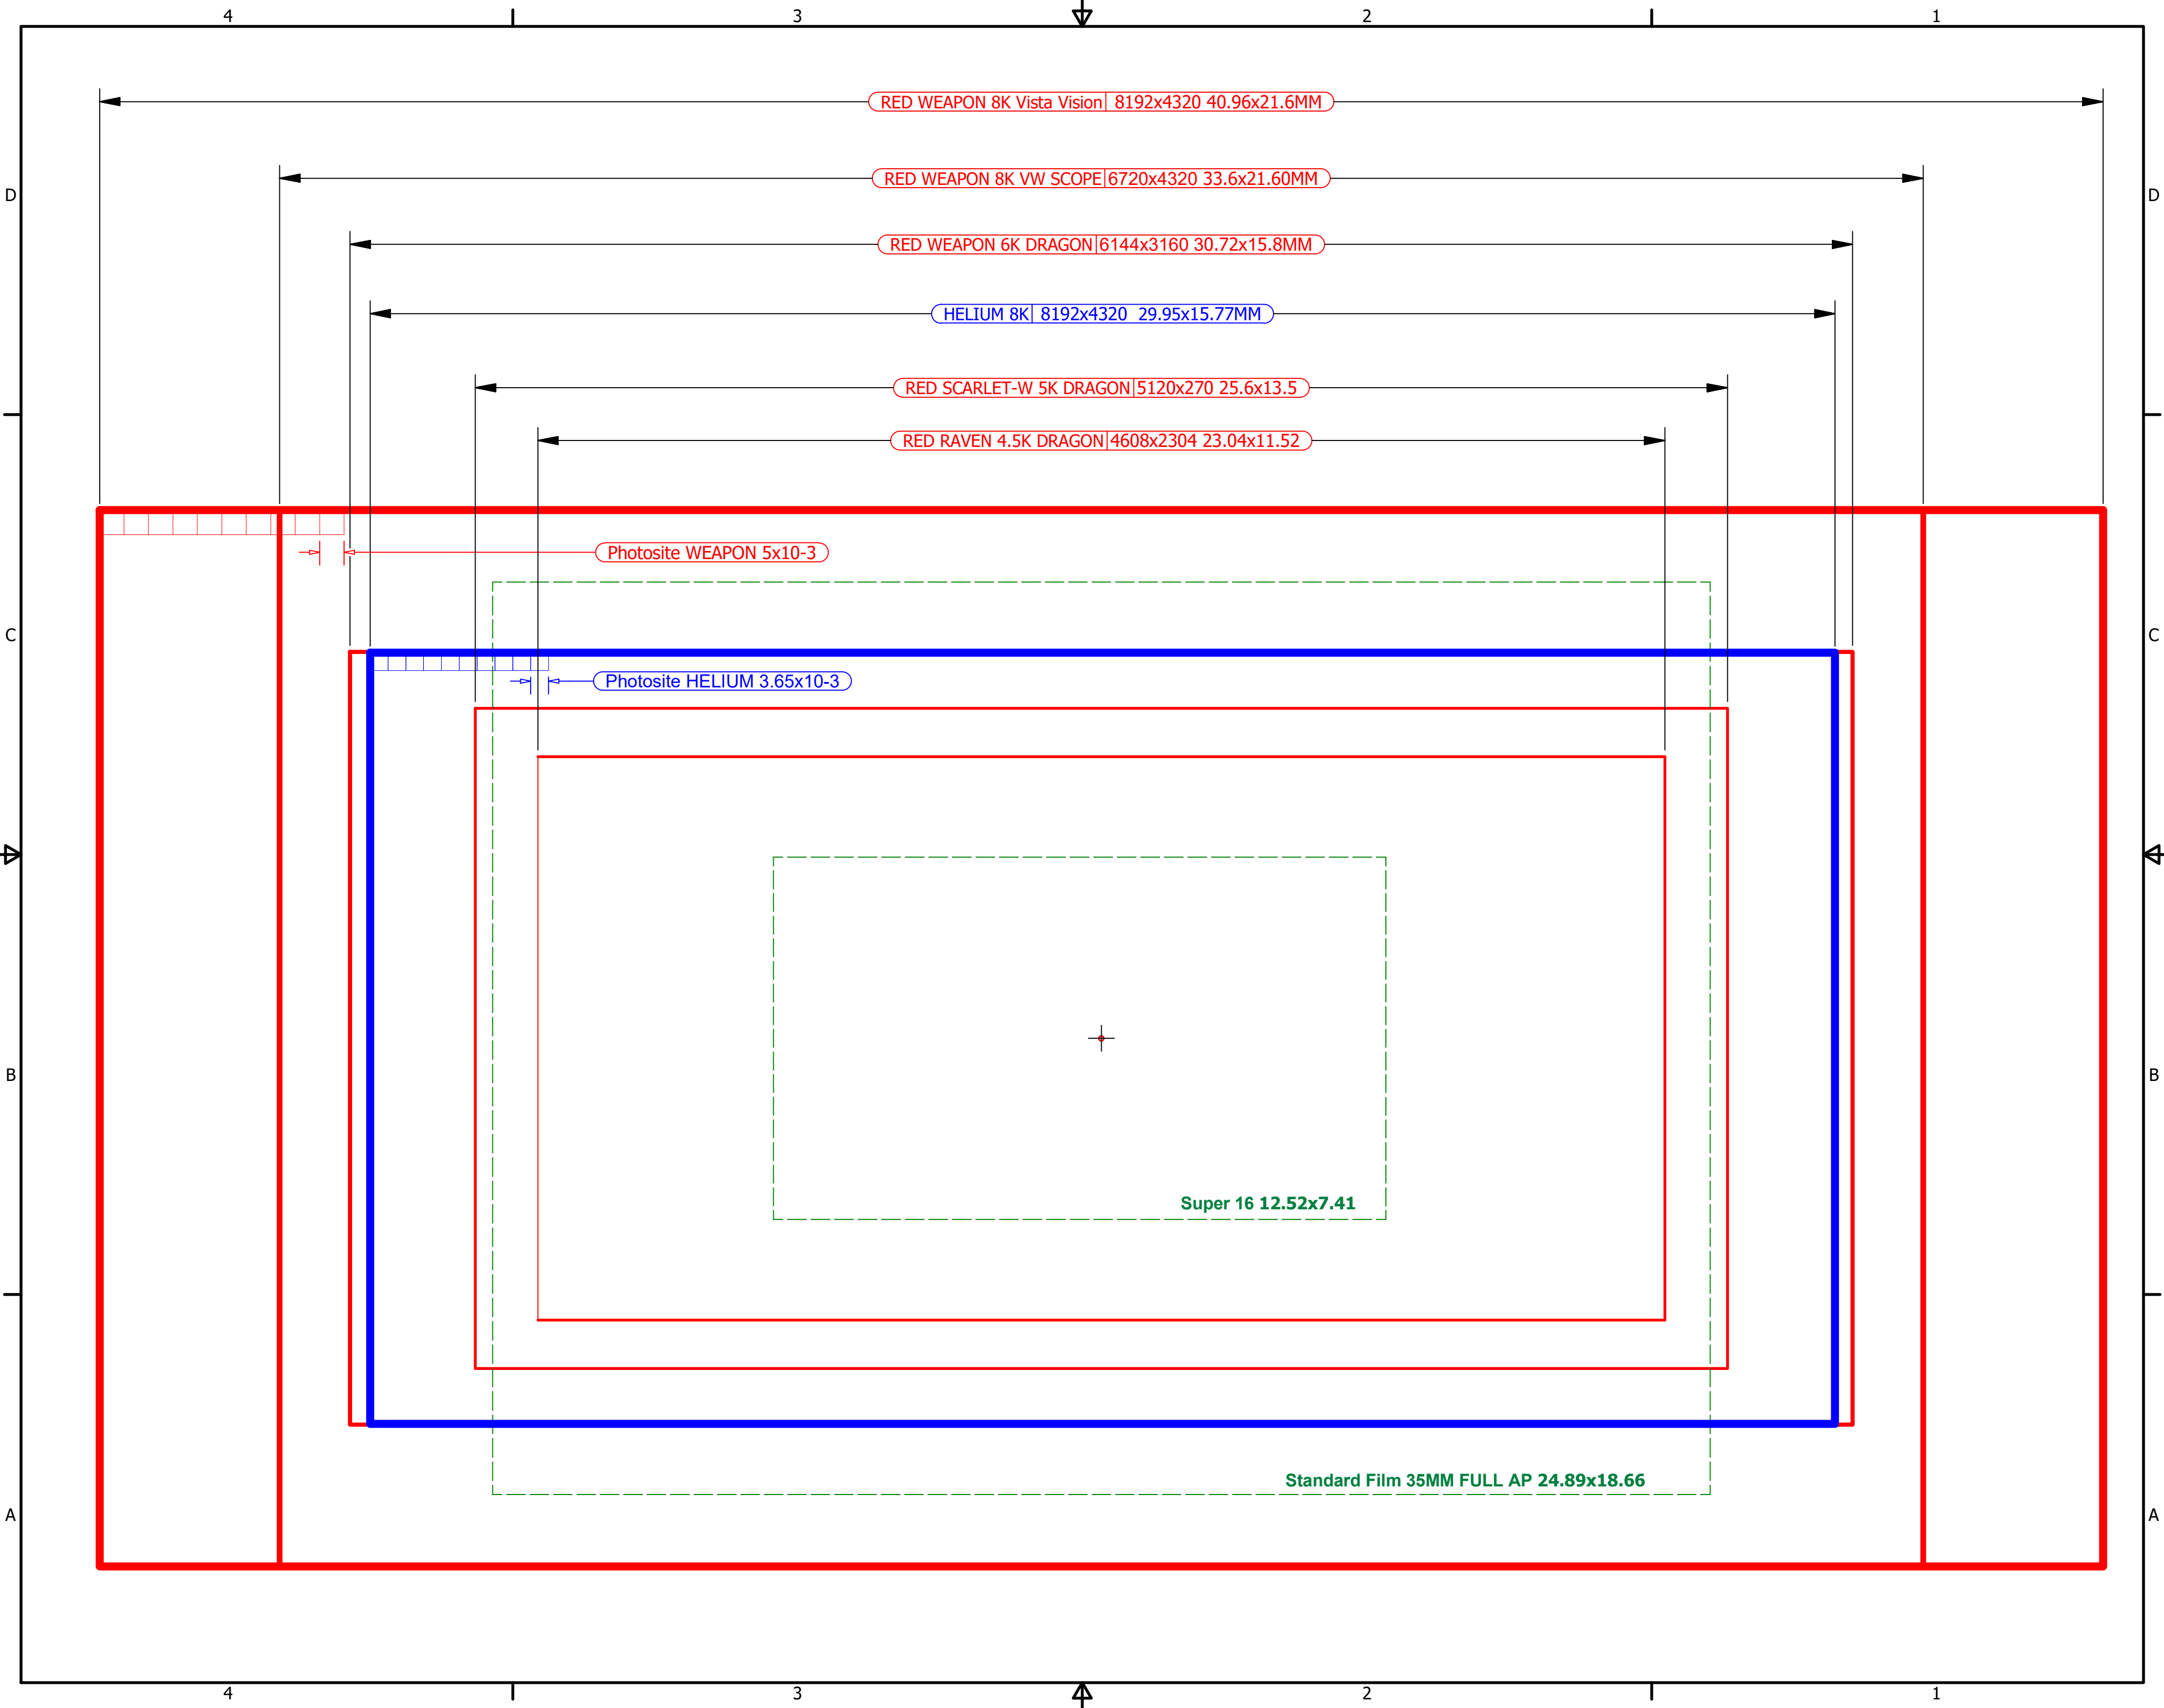 4 3 2 1
RED WEAPON 8K Vista Vision 8192x4320 40.96x21.6MM
RED WEAPON 8K VW SCOPE 6720x4320 33.6x21.60MM
D D
RED WEAPON 6K DRAGON 6144x3160 30.72x15.8MM
HELIUM 8K 8192x4320 29.95x15.77MM
RED SCARLET-W 5K DRAGON 5120x270 25.6x13.5
RED RAVEN 4.5K DRAGON 4608x2304 23.04x11.52
Photosite WEAPON 5x10-3
C C
Photosite HELIUM 3.65x10-3
B B
Super 16 12.52x7.41
Standard Film 35MM FULL AP 24.89x18.66
A A
4 3 2 1